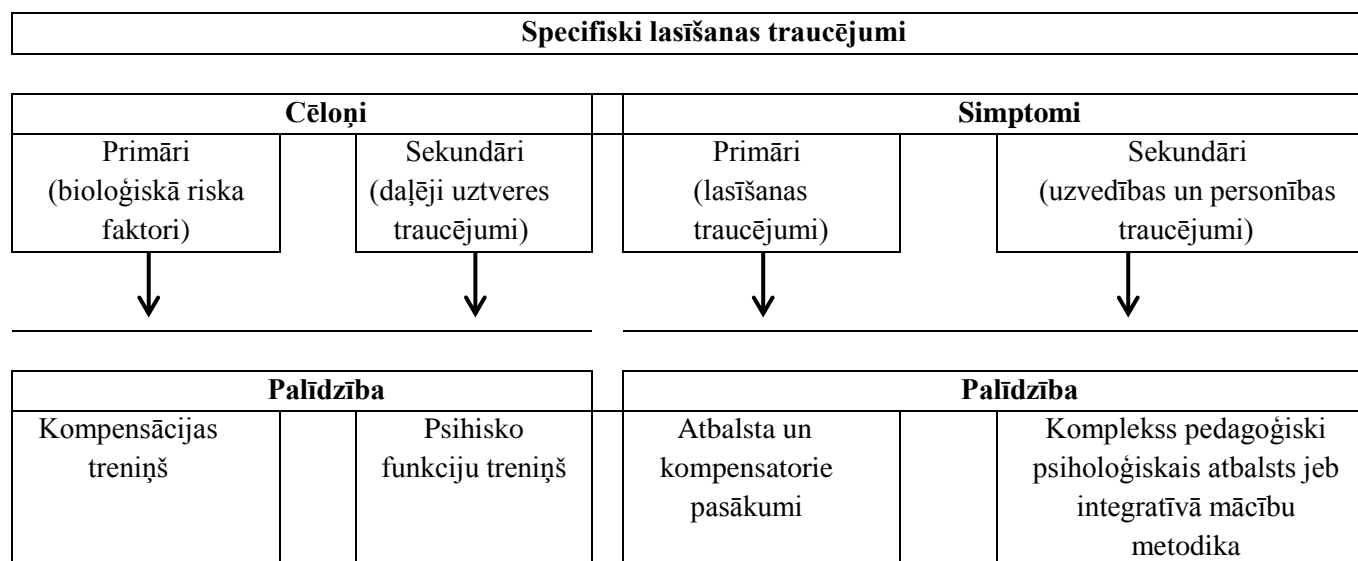 Specifiski lasīšanas traucējumi
Cēloņi
Simptomi
Primāri
(bioloģiskā riska
faktori)
Sekundāri
(daļēji uztveres
traucējumi)
Primāri
(lasīšanas
traucējumi)
Sekundāri
(uzvedības un personības
traucējumi)
Palīdzība
Palīdzība
Kompensācijas
treniņš
Psihisko
funkciju treniņš
Atbalsta un
kompensatorie
pasākumi
Komplekss pedagoģiski
psiholoģiskais atbalsts jeb
integratīvā mācību
metodika